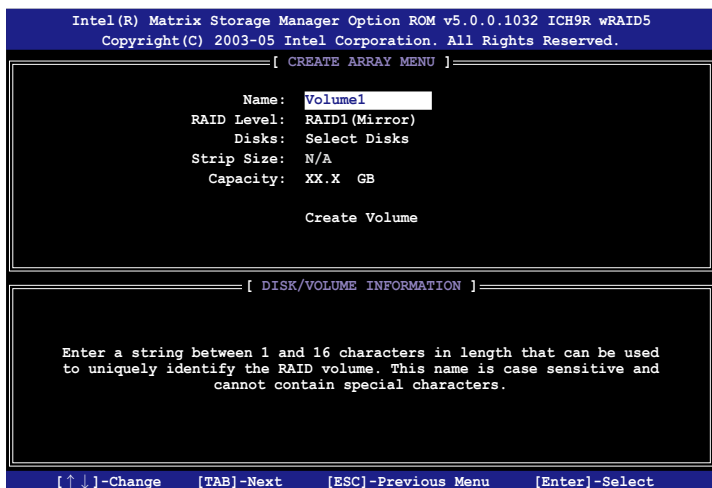 Intel(R) Matrix Storage Manager Option ROM v5.0.0.1032 ICH9R wRAID5
Copyright(C) 2003-05 Intel Corporation. All Rights Reserved.
[ CREATE ARRAY MENU ]
Name: Volume1
RAID Level: RAID1(Mirror)
Disks: Select Disks
Strip Size: N/A
Capacity: XX.X GB
Create Volume
[ DISK/VOLUME INFORMATION ]
Enter a string between 1 and 16 characters in length that can be used
to uniquely identify the RAID volume. This name is case sensitive and
cannot contain special characters.
[↑↓]-Change [TAB]-Next [ESC]-Previous Menu [Enter]-Select